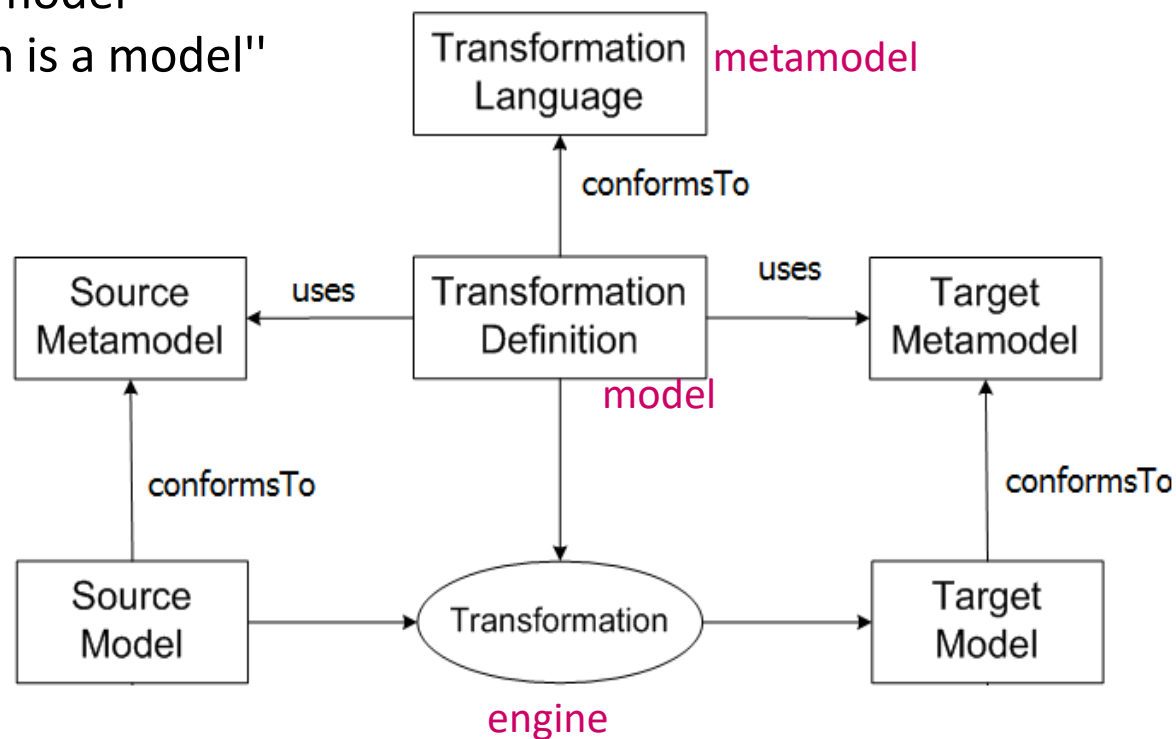 model
n is a model"
Transformation
Language
metamodel
conformsTo
Source
Metamodel
uses
Transformation
Definition
uses
Target
Metamodel
model
conformsTo
conformsTo
Source
Model
Transformation
Target
Model
engine